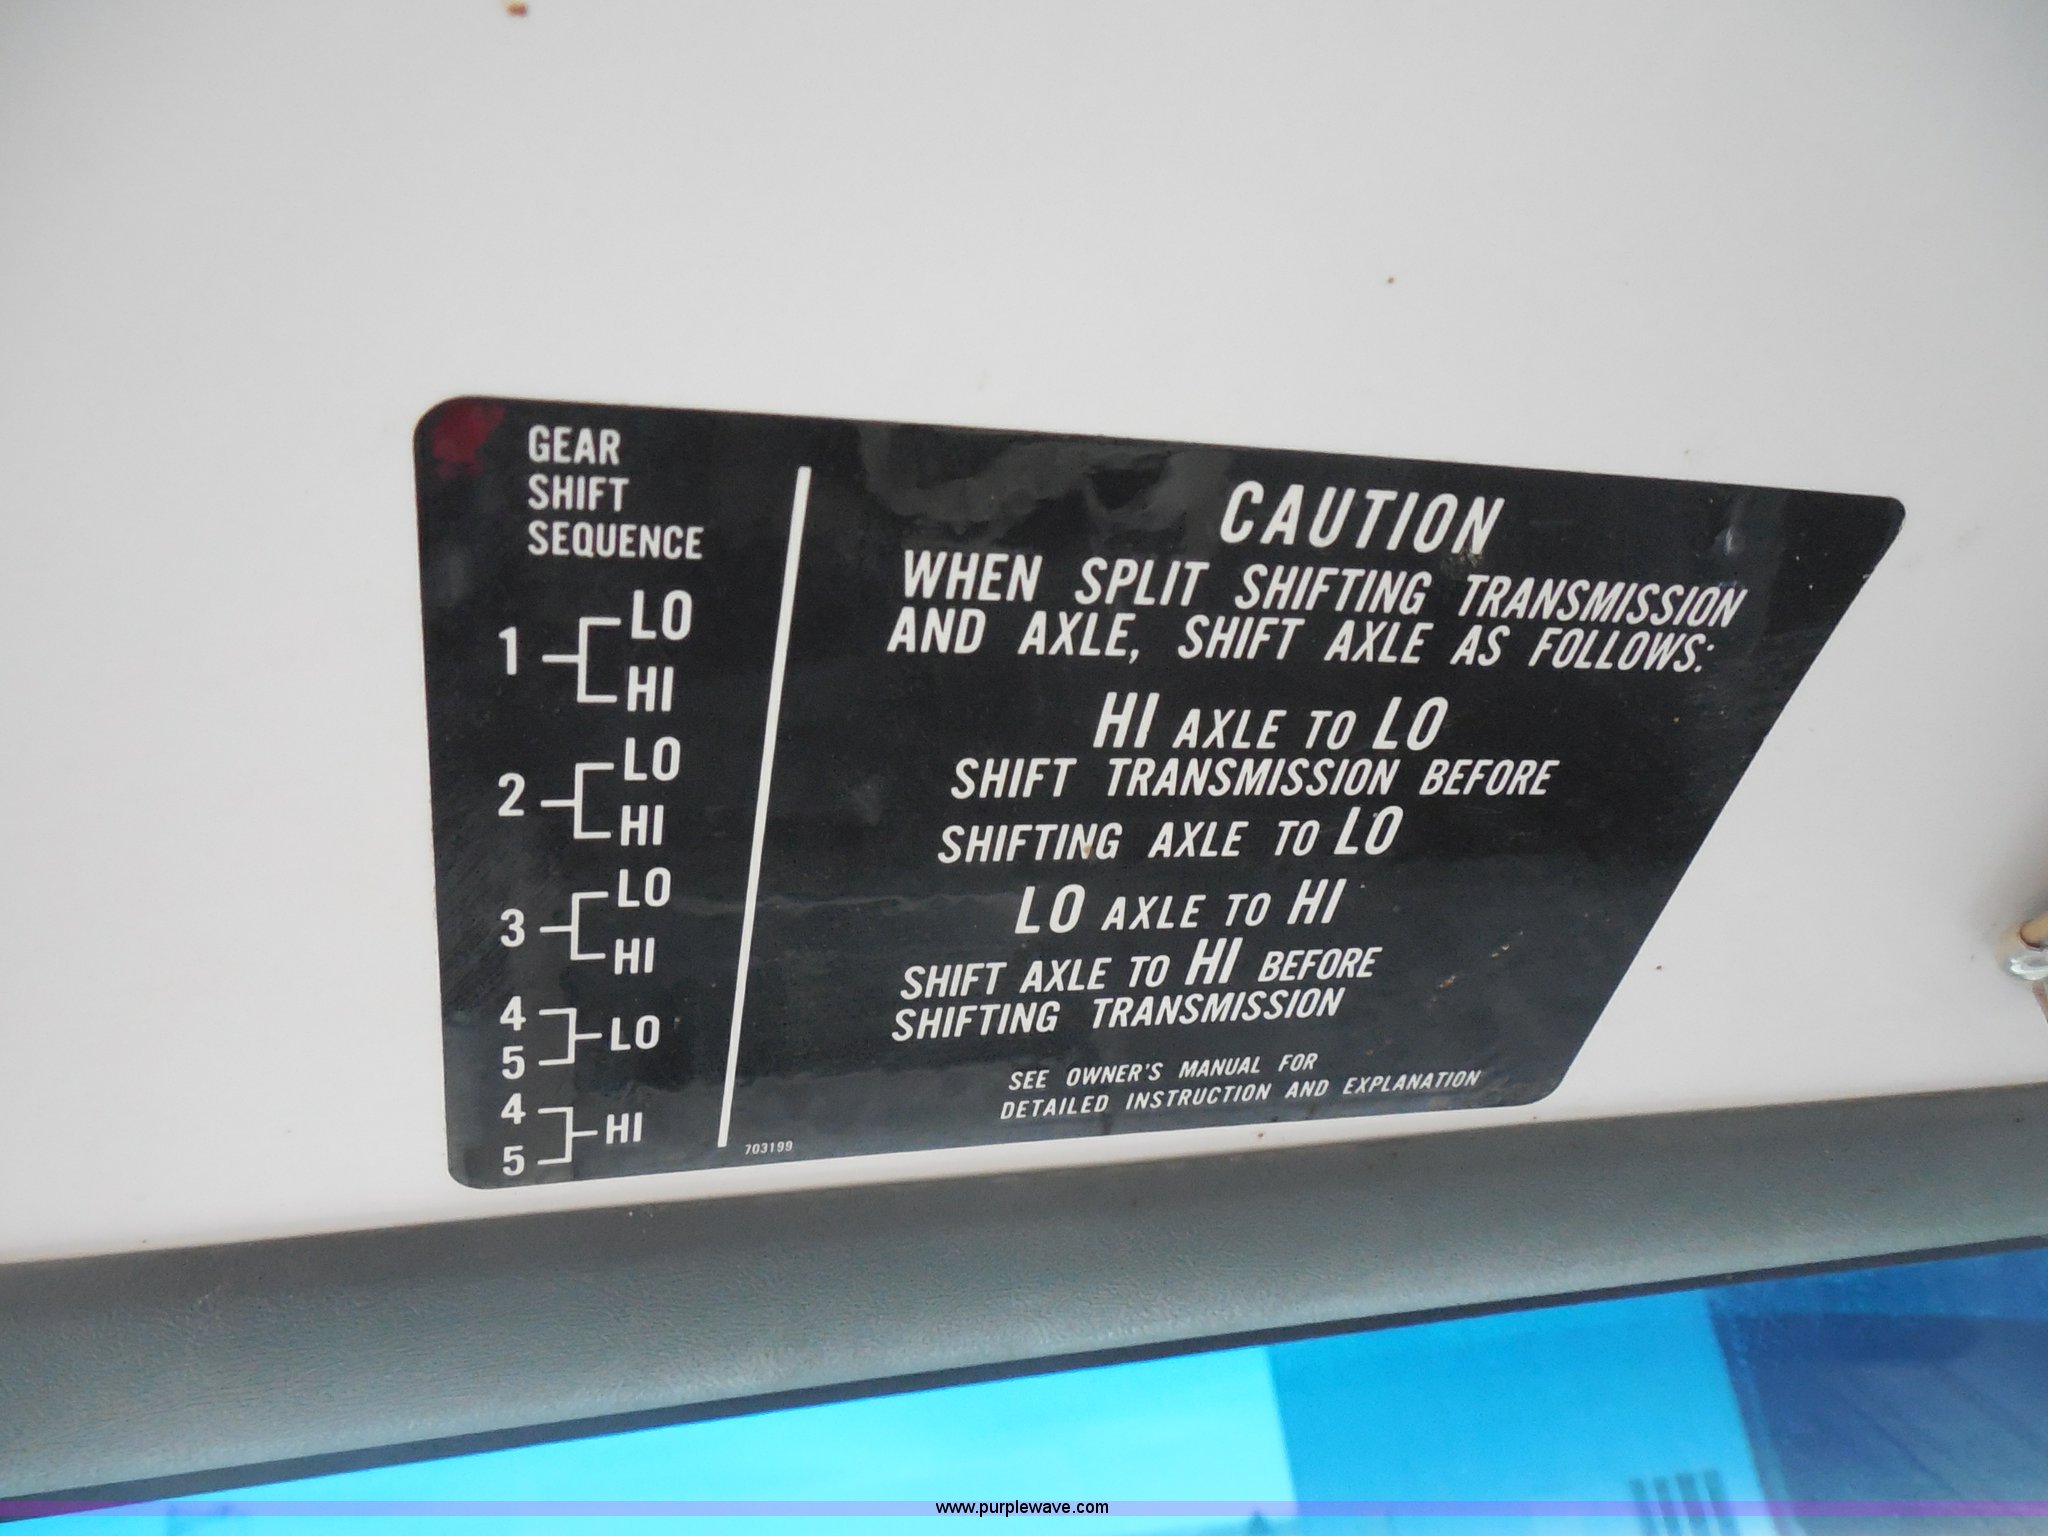 GEAR
SHIFT
SEQUENCE
1 LO
HI
2 LO
HI
3 LO
HI
4
5 LO
4
5 HI
CAUTION
WHEN SPLIT SHIFTING TRANSMISSION
AND AXLE, SHIFT AXLE AS FOLLOWS:
HI AXLE TO LO
SHIFT TRANSMISSION BEFORE
SHIFTING AXLE TO LO
LO AXLE TO HI
SHIFT AXLE TO HI BEFORE
SHIFTING TRANSMISSION
SEE OWNER'S MANUAL FOR
DETAILED INSTRUCTION AND EXPLANATION
703199
www.purplewave.com